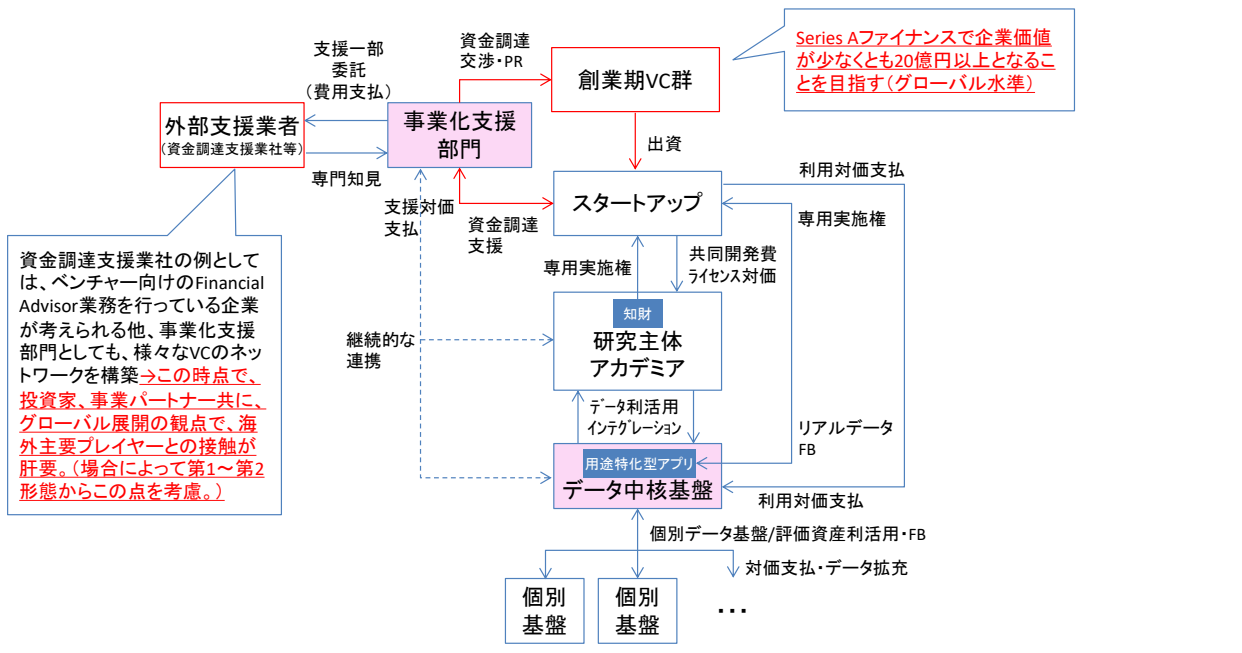 支援一部
委託
（費用支払）
資金調達
交渉・PR
創業期VC群
Series Aファイナンスで企業価値
が少なくとも20億円以上となるこ
とを目指す（グローバル水準）
外部支援業者
（資金調達支援業社等）
事業化支援
部門
出資
専門知見
利用対価支払
支援対価
支払
資金調達
支援
スタートアップ
専用実施権
資金調達支援業社の例として
は、ベンチャー向けのFinancial
Advisor業務を行っている企業
が考えられる他、事業化支援
部門としても、様々なVCのネッ
トワークを構築→この時点で、
投資家、事業パートナー共に、
グローバル展開の観点で、海
外主要プレイヤーとの接触が
肝要。（場合によって第1～第2
形態からこの点を考慮。）
専用実施権
共同開発費
ライセンス対価
知財
研究主体
アカデミア
継続的な
連携
データ利活用
インテグレーション
リアルデータ
FB
用途特化型アプリ
データ中核基盤
利用対価支払
個別データ基盤/評価資産利活用・FB
対価支払・データ拡充
個別
基盤
個別
基盤
・・・